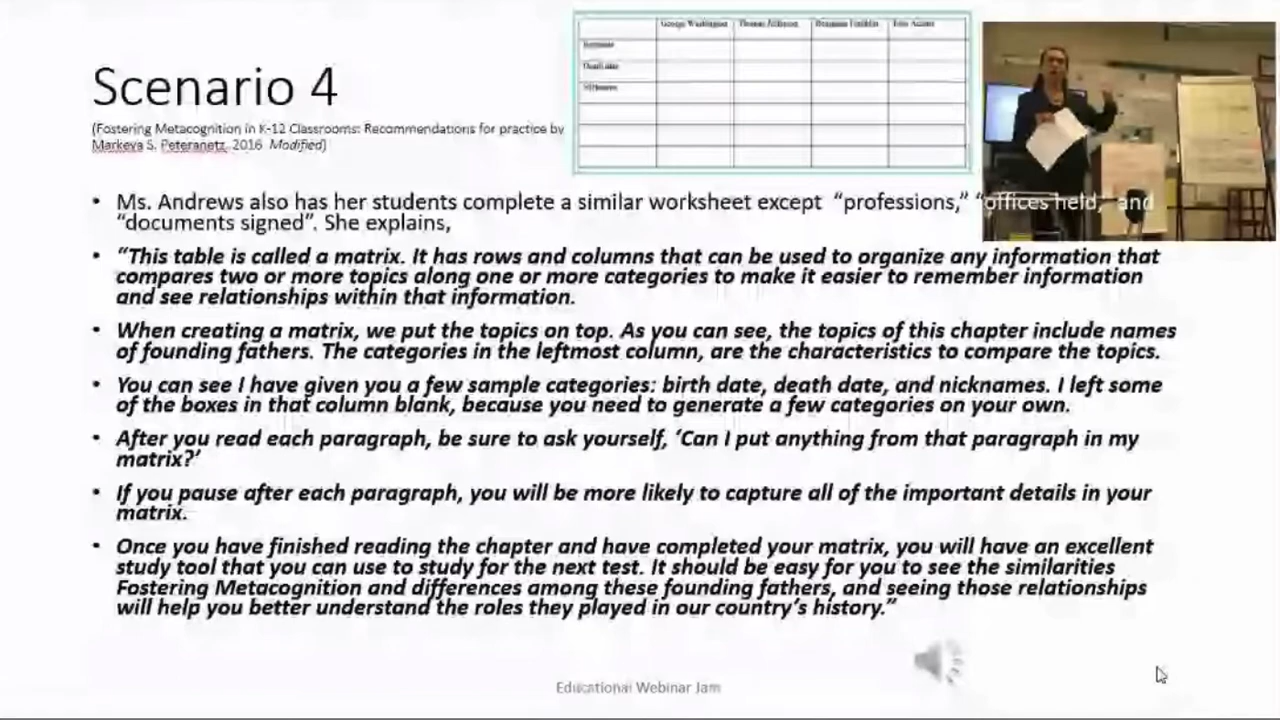 Scenario 4
(Fostering Metacognition in K-12 Classrooms: Recommendations for practice by
Markeya S. Peteranetz, 2016 Modified)
George Washington Thomas Jefferson Benjamin Franklin John Adams
Birthdate
Death date
Nicknames
• Ms. Andrews also has her students complete a similar worksheet except “professions,” “offices held,” and
“documents signed”. She explains,
• “This table is called a matrix. It has rows and columns that can be used to organize any information that
compares two or more topics along one or more categories to make it easier to remember information
and see relationships within that information.
• When creating a matrix, we put the topics on top. As you can see, the topics of this chapter include names
of founding fathers. The categories in the leftmost column, are the characteristics to compare the topics.
• You can see I have given you a few sample categories: birth date, death date, and nicknames. I left some
of the boxes in that column blank, because you need to generate a few categories on your own.
• After you read each paragraph, be sure to ask yourself, ‘Can I put anything from that paragraph in my
matrix?’
• If you pause after each paragraph, you will be more likely to capture all of the important details in your
matrix.
• Once you have finished reading the chapter and have completed your matrix, you will have an excellent
study tool that you can use to study for the next test. It should be easy for you to see the similarities
Fostering Metacognition and differences among these founding fathers, and seeing those relationships
will help you better understand the roles they played in our country’s history.”
Educational Webinar Jam